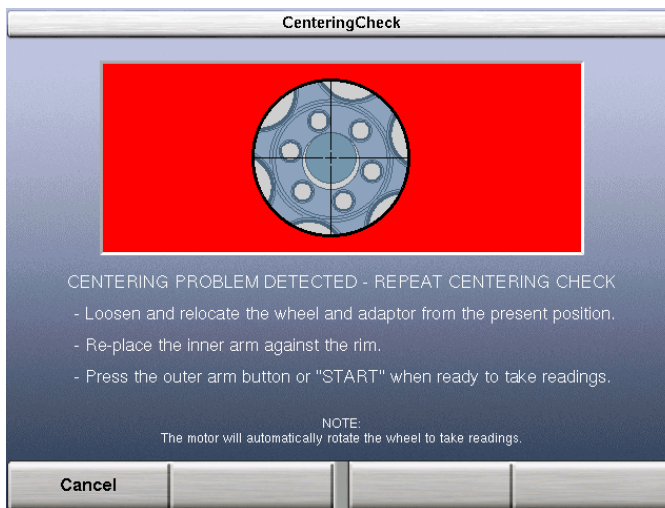 CenteringCheck
CENTERING PROBLEM DETECTED - REPEAT CENTERING CHECK
- Loosen and relocate the wheel and adaptor from the present position.
- Re-place the inner arm against the rim.
- Press the outer arm button or "START" when ready to take readings.
NOTE:
The motor will automatically rotate the wheel to take readings.
Cancel